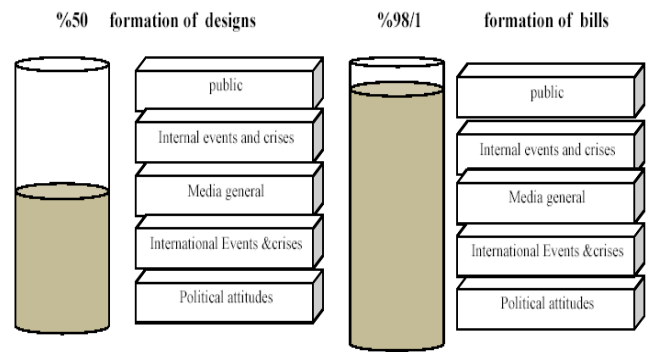 %50 formation of designs
public
Internal events and crises
Media general
International Events &crises
Political attitudes
%98/1 formation of bills
public
Internal events and crises
Media general
International Events &crises
Political attitudes